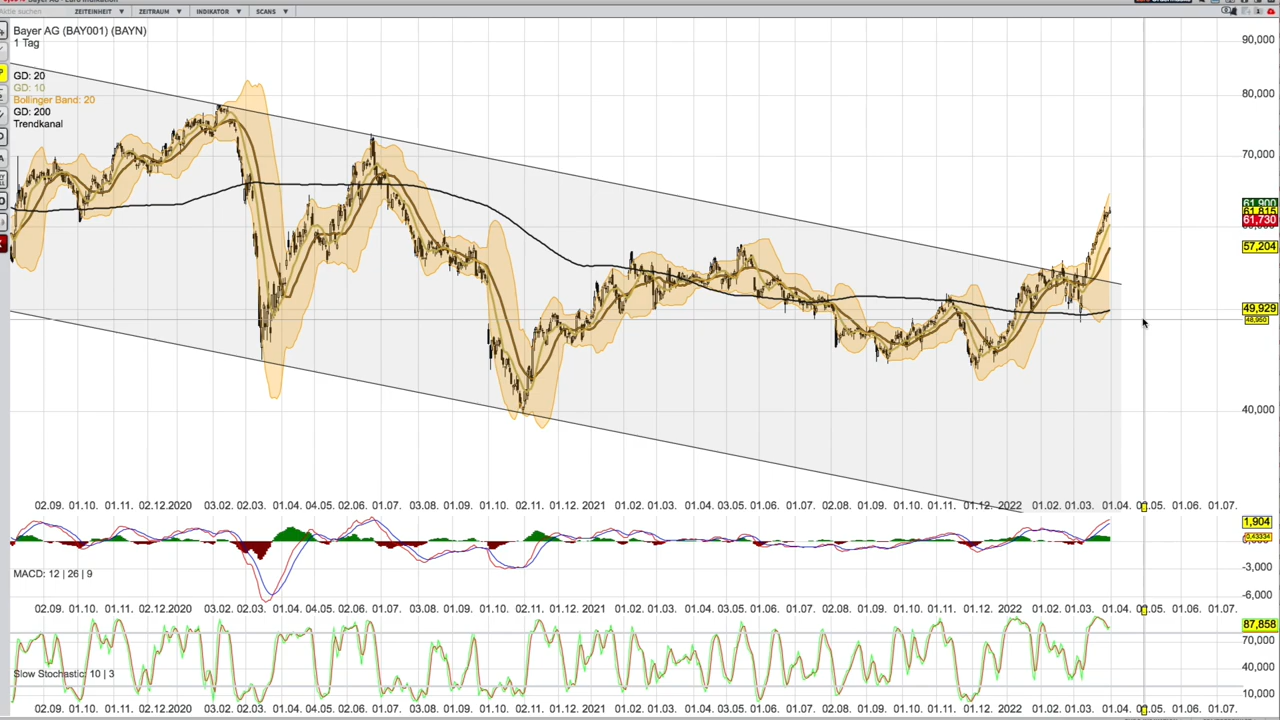 Aktie suchen
ZEITEINHEIT ▼ ZEITRAUM ▼ INDIKATOR ▼ SCANS ▼
Bayer AG (BAY001) (BAYN)
1 Tag
GD: 20
GD: 10
Bollinger Band: 20
GD: 200
Trendkanal
90,000
80,000
70,000
61,900
61,815
61,730
57,204
49,929
48,950
40,000
02.09. 01.10. 01.11. 02.12.2020 03.02. 02.03. 01.04. 04.05. 02.06. 01.07. 03.08. 01.09. 01.10. 02.11. 01.12. 2021 01.02. 01.03. 01.04. 03.05. 01.06. 01.07. 02.08. 01.09. 01.10. 01.11. 01.12. 2022 01.02. 01.03. 01.04. 01.06. 01.07.
1,904
0,43334
-3,000
MACD: 12 | 26 | 9
-6,000
02.09. 01.10. 01.11. 02.12.2020 03.02. 02.03. 01.04. 04.05. 02.06. 01.07. 03.08. 01.09. 01.10. 02.11. 01.12. 2021 01.02. 01.03. 01.04. 03.05. 01.06. 01.07. 02.08. 01.09. 01.10. 01.11. 01.12. 2022 01.02. 01.03. 01.04. 01.06. 01.07.
87,858
70,000
40,000
Slow Stochastic: 10 | 3
10,000
02.09. 01.10. 01.11. 02.12.2020 03.02. 02.03. 01.04. 04.05. 02.06. 01.07. 03.08. 01.09. 01.10. 02.11. 01.12. 2021 01.02. 01.03. 01.04. 03.05. 01.06. 01.07. 02.08. 01.09. 01.10. 01.11. 01.12. 2022 01.02. 01.03. 01.04. 01.06. 01.07.